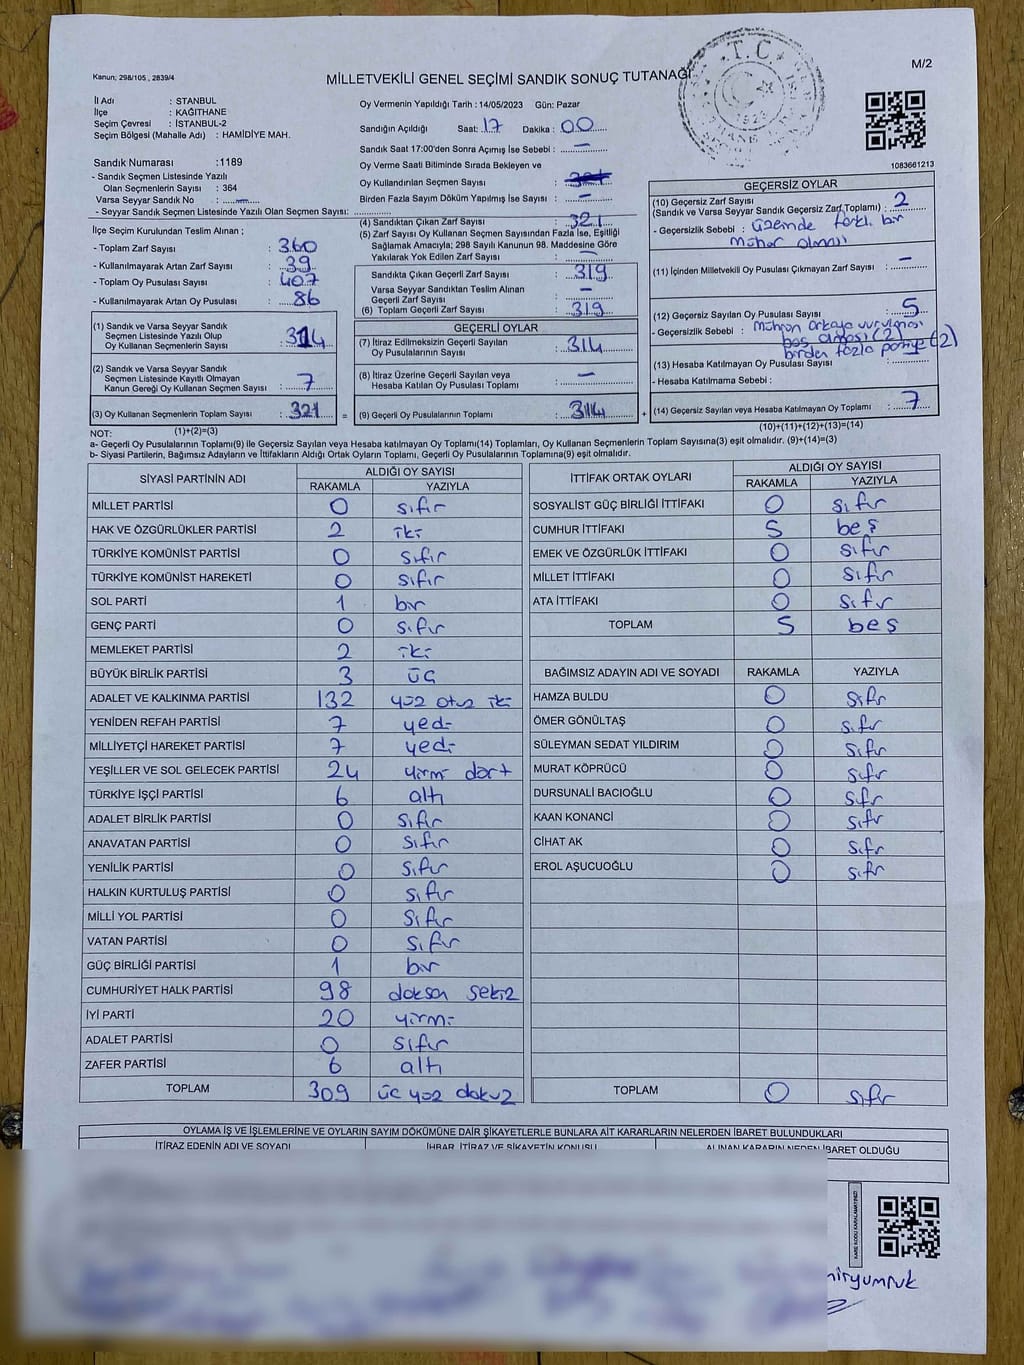 Kanun; 298/105 , 2839/4
MİLLETVEKİLİ GENEL SEÇİMİ SANDIK SONUÇ TUTANAĞI
T.C.
1923
M/2
İl Adı : STANBUL
İlçe : KAĞITHANE
Seçim Çevresi : İSTANBUL-2
Seçim Bölgesi (Mahalle Adı) : HAMİDİYE MAH.
Oy Vermenin Yapıldığı Tarih : 14/05/2023 Gün: Pazar
Sandığın Açıldığı Saat: 17 Dakika : 00
Sandık Saat 17:00'den Sonra Açımış İse Sebebi : —
1083661213
Sandık Numarası :1189
- Sandık Seçmen Listesinde Yazılı
Olan Seçmenlerin Sayısı : 364
Varsa Seyyar Sandık No : —
- Seyyar Sandık Seçmen Listesinde Yazılı Olan Seçmen Sayısı:
Oy Verme Saati Bitiminde Sırada Bekleyen ve
Oy Kullandırılan Seçmen Sayısı :
Birden Fazla Sayım Döküm Yapılmış İse Sayısı : —
İlçe Seçim Kurulundan Teslim Alınan ;
- Toplam Zarf Sayısı : 360
- Kullanılmayarak Artan Zarf Sayısı : 39
- Toplam Oy Pusulası Sayısı : 407
- Kullanılmayarak Artan Oy Pusulası : 86
(1) Sandık ve Varsa Seyyar Sandık
Seçmen Listesinde Yazılı Olup
Oy Kullanan Seçmenlerin Sayısı : 314
(2) Sandık ve Varsa Seyyar Sandık
Seçmen Listesinde Kayıtlı Olmayan
Kanun Gereği Oy Kullanan Seçmen Sayısı : 7
(3) Oy Kullanan Seçmenlerin Toplam Sayısı : 321 =
(1)+(2)=(3)
(4) Sandıktan Çıkan Zarf Sayısı : 321
(5) Zarf Sayısı Oy Kullanan Seçmen Sayısından Fazla İse, Eşitliği
Sağlamak Amacıyla; 298 Sayılı Kanunun 98. Maddesine Göre
Yakılarak Yok Edilen Zarf Sayısı : —
Sandıkta Çıkan Geçerli Zarf Sayısı : 319
Varsa Seyyar Sandıktan Teslim Alınan
Geçerli Zarf Sayısı : —
(6) Toplam Geçerli Zarf Sayısı : 319
GEÇERLİ OYLAR
(7) İtiraz Edilmeksizin Geçerli Sayılan
Oy Pusulalarının Sayısı : 314
(8) İtiraz Üzerine Geçerli Sayılan veya
Hesaba Katılan Oy Pusulası Toplamı : —
(9) Geçerli Oy Pusulalarının Toplamı : 314 +
GEÇERSİZ OYLAR
(10) Geçersiz Zarf Sayısı
(Sandık ve Varsa Seyyar Sandık Geçersiz Zarf Toplamı) : 2
- Geçersizlik Sebebi : üzerinde farklı bir
mühür olması
(11) İçinden Milletvekili Oy Pusulası Çıkmayan Zarf Sayısı : —
(12) Geçersiz Sayılan Oy Pusulası Sayısı : 5
- Geçersizlik Sebebi : Mührün arkaya vurulması
boş olması (2)
birden fazla partiye (2)
(13) Hesaba Katılmayan Oy Pusulası Sayısı :
- Hesaba Katılmama Sebebi :
(14) Geçersiz Sayılan veya Hesaba Katılmayan Oy Toplamı : 7
(10)+(11)+(12)+(13)=(14)
NOT:
a- Geçerli Oy Pusulalarının Toplamı(9) ile Geçersiz Sayılan veya Hesaba katılmayan Oy Toplamı(14) Toplamları, Oy Kullanan Seçmenlerin Toplam Sayısına(3) eşit olmalıdır. (9)+(14)=(3)
b- Siyasi Partilerin, Bağımsız Adayların ve İttifakların Aldığı Ortak Oyların Toplamı, Geçerli Oy Pusulalarının Toplamına(9) eşit olmalıdır.
SİYASİ PARTİNİN ADI ALDIĞI OY SAYISI
RAKAMLA YAZIYLA
MİLLET PARTİSİ 0 sıfır
HAK VE ÖZGÜRLÜKLER PARTİSİ 2 iki
TÜRKİYE KOMÜNİST PARTİSİ 0 sıfır
TÜRKİYE KOMÜNİST HAREKETİ 0 sıfır
SOL PARTİ 1 bir
GENÇ PARTİ 0 sıfır
MEMLEKET PARTİSİ 2 iki
BÜYÜK BİRLİK PARTİSİ 3 üç
ADALET VE KALKINMA PARTİSİ 132 yüz otuz iki
YENİDEN REFAH PARTİSİ 7 yedi
MİLLİYETÇİ HAREKET PARTİSİ 7 yedi
YEŞİLLER VE SOL GELECEK PARTİSİ 24 yirmi dört
TÜRKİYE İŞÇİ PARTİSİ 6 altı
ADALET BİRLİK PARTİSİ 0 sıfır
ANAVATAN PARTİSİ 0 sıfır
YENİLİK PARTİSİ 0 sıfır
HALKIN KURTULUŞ PARTİSİ 0 sıfır
MİLLİ YOL PARTİSİ 0 sıfır
VATAN PARTİSİ 0 sıfır
GÜÇ BİRLİĞİ PARTİSİ 1 bir
CUMHURİYET HALK PARTİSİ 98 doksan sekiz
İYİ PARTİ 20 yirmi
ADALET PARTİSİ 0 sıfır
ZAFER PARTİSİ 6 altı
TOPLAM 309 üç yüz dokuz
İTTİFAK ORTAK OYLARI ALDIĞI OY SAYISI
RAKAMLA YAZIYLA
SOSYALİST GÜÇ BİRLİĞİ İTTİFAKI 0 sıfır
CUMHUR İTTİFAKI 5 beş
EMEK VE ÖZGÜRLÜK İTTİFAKI 0 sıfır
MİLLET İTTİFAKI 0 sıfır
ATA İTTİFAKI 0 sıfır
TOPLAM 5 beş
BAĞIMSIZ ADAYIN ADI VE SOYADI RAKAMLA YAZIYLA
HAMZA BULDU 0 sıfır
ÖMER GÖNÜLTAŞ 0 sıfır
SÜLEYMAN SEDAT YILDIRIM 0 sıfır
MURAT KÖPRÜCÜ 0 sıfır
DURSUNALİ BACIOĞLU 0 sıfır
KAAN KONANCİ 0 sıfır
CİHAT AK 0 sıfır
EROL AŞUCUOĞLU 0 sıfır
TOPLAM 0 sıfır
OYLAMA İŞ VE İŞLEMLERİNE VE OYLARIN SAYIM DÖKÜMÜNE DAİR ŞİKAYETLERLE BUNLARA AİT KARARLARIN NELERDEN İBARET BULUNDUKLARI
İTİRAZ EDENİN ADI VE SOYADI İHBAR, İTİRAZ VE ŞİKAYETİN KONUSU ALINAN KARARIN NEDEN İBARET OLDUĞU
KARE KODU KARALAMAYINIZ!